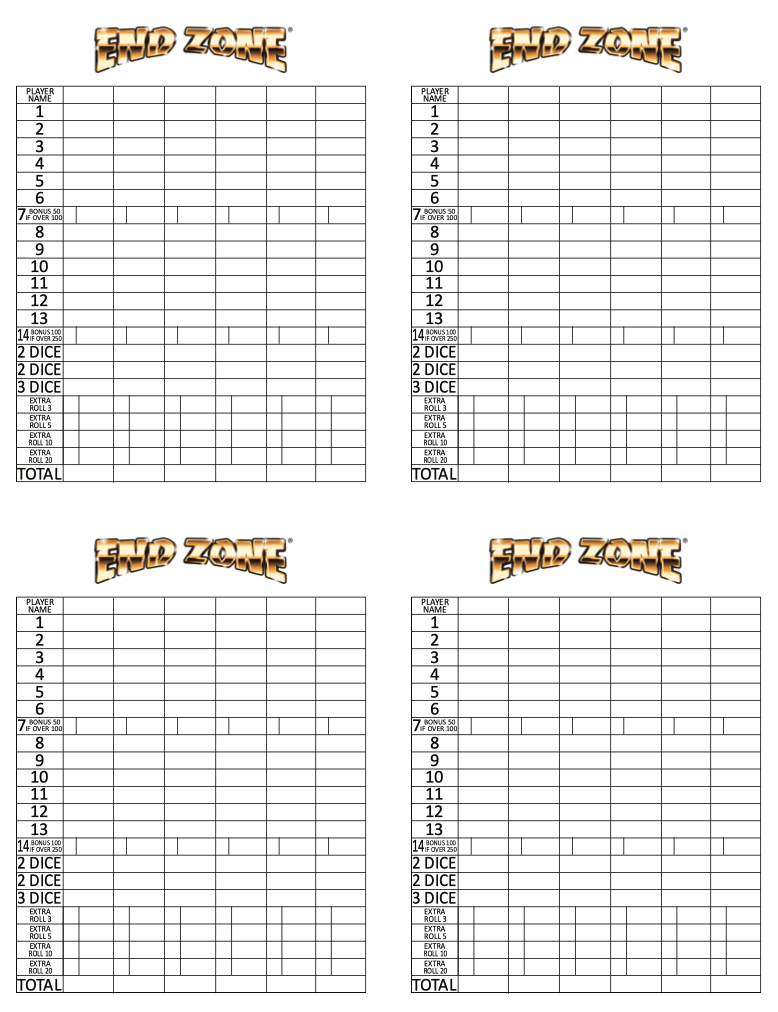 END ZONE®
PLAYER
NAME
1
2
3
4
5
6
7 BONUS 50
IF OVER 100
8
9
10
11
12
13
14 BONUS 100
IF OVER 250
2 DICE
2 DICE
3 DICE
EXTRA
ROLL 3
EXTRA
ROLL 5
EXTRA
ROLL 10
EXTRA
ROLL 20
TOTAL
END ZONE®
PLAYER
NAME
1
2
3
4
5
6
7 BONUS 50
IF OVER 100
8
9
10
11
12
13
14 BONUS 100
IF OVER 250
2 DICE
2 DICE
3 DICE
EXTRA
ROLL 3
EXTRA
ROLL 5
EXTRA
ROLL 10
EXTRA
ROLL 20
TOTAL
END ZONE®
PLAYER
NAME
1
2
3
4
5
6
7 BONUS 50
IF OVER 100
8
9
10
11
12
13
14 BONUS 100
IF OVER 250
2 DICE
2 DICE
3 DICE
EXTRA
ROLL 3
EXTRA
ROLL 5
EXTRA
ROLL 10
EXTRA
ROLL 20
TOTAL
END ZONE®
PLAYER
NAME
1
2
3
4
5
6
7 BONUS 50
IF OVER 100
8
9
10
11
12
13
14 BONUS 100
IF OVER 250
2 DICE
2 DICE
3 DICE
EXTRA
ROLL 3
EXTRA
ROLL 5
EXTRA
ROLL 10
EXTRA
ROLL 20
TOTAL